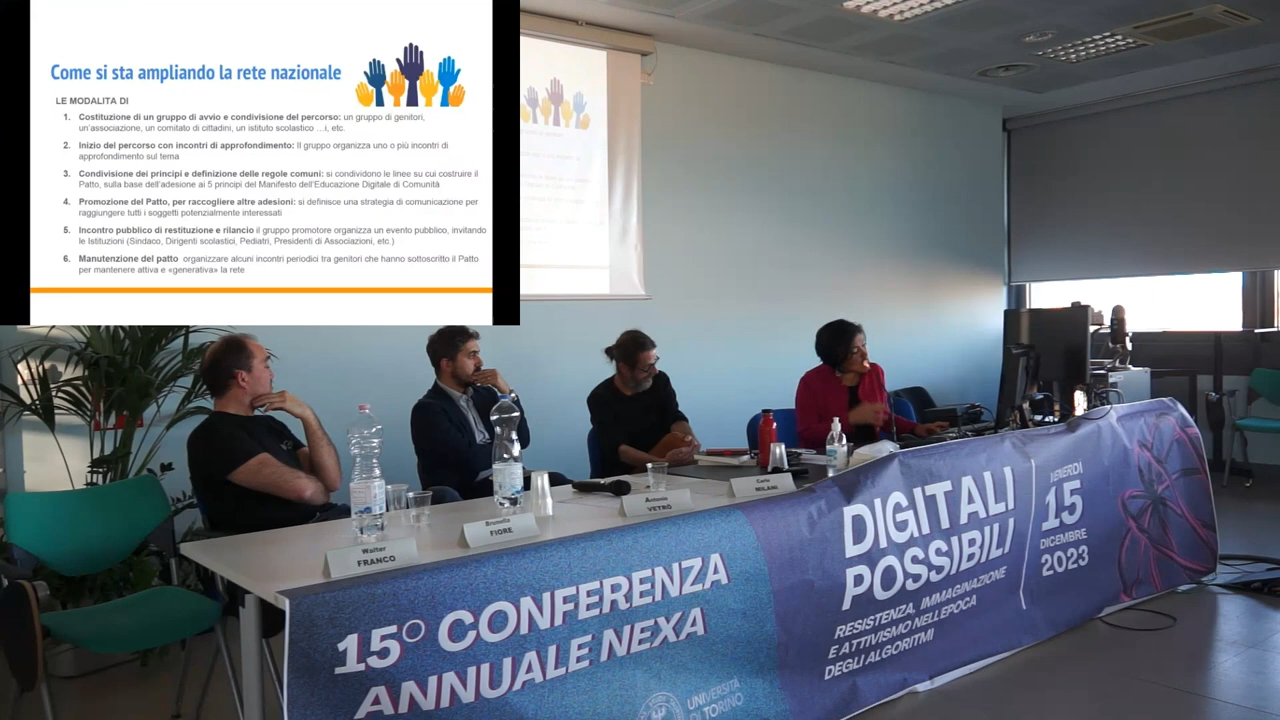 Come si sta ampliando la rete nazionale
LE MODALITA DI
1. Costituzione di un gruppo di avvio e condivisione del percorso: un gruppo di genitori,
un'associazione, un comitato di cittadini, un istituto scolastico …i, etc.
2. Inizio del percorso con incontri di approfondimento: Il gruppo organizza uno o più incontri di
approfondimento sul tema
3. Condivisione dei principi e definizione delle regole comuni: si condividono le linee su cui costruire il
Patto, sulla base dell'adesione ai 5 principi del Manifesto dell'Educazione Digitale di Comunità
4. Promozione del Patto, per raccogliere altre adesioni: si definisce una strategia di comunicazione per
raggiungere tutti i soggetti potenzialmente interessati
5. Incontro pubblico di restituzione e rilancio il gruppo promotore organizza un evento pubblico, invitando
le Istituzioni (Sindaco, Dirigenti scolastici, Pediatri, Presidenti di Associazioni, etc.)
6. Manutenzione del patto organizzare alcuni incontri periodici tra genitori che hanno sottoscritto il Patto
per mantenere attiva e «generativa» la rete
Walter
FRANCO
Brunella
FIORE
Antonio
VETRÒ
Carlo
MILANI
15° CONFERENZA
ANNUALE NEXA
UNIVERSITÀ
DI TORINO
DIGITALI
POSSIBILI
RESISTENZA, IMMAGINAZIONE
E ATTIVISMO NELL'EPOCA
DEGLI ALGORITMI
VENERDÌ
15
DICEMBRE
2023